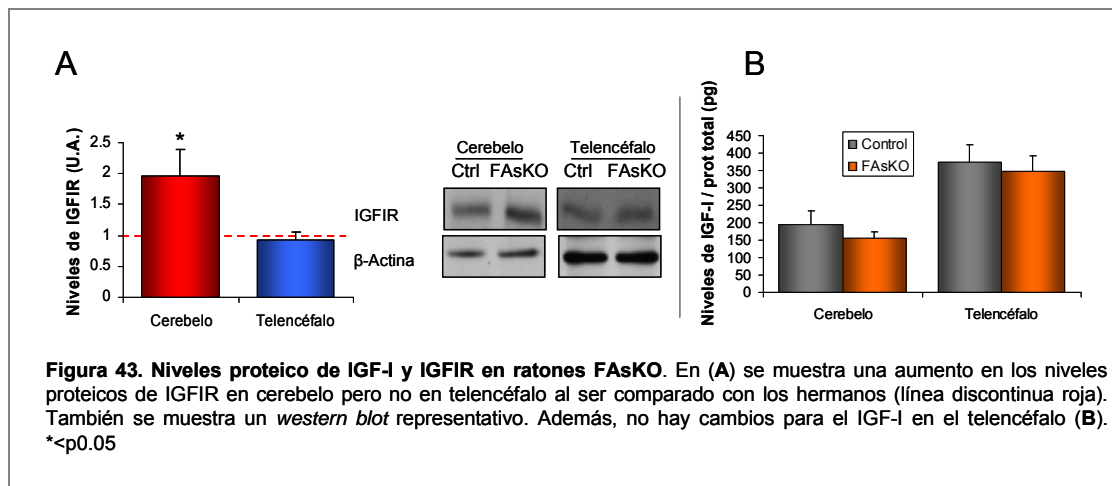 A
Niveles de IGFIR (U.A.)
2.5
2
1.5
1
0.5
0
*
Cerebelo Telencéfalo
Cerebelo Telencéfalo
Ctrl FAsKO Ctrl FAsKO
IGFIR
β-Actina
B
Niveles de IGF-I / prot total (pg)
450
400
350
300
250
200
150
100
50
0
Control
FAsKO
Cerebelo Telencéfalo
Figura 43. Niveles proteico de IGF-I y IGFIR en ratones FAsKO. En (A) se muestra una aumento en los niveles
proteicos de IGFIR en cerebelo pero no en telencéfalo al ser comparado con los hermanos (línea discontinua roja).
También se muestra un western blot representativo. Además, no hay cambios para el IGF-I en el telencéfalo (B).
*<p0.05